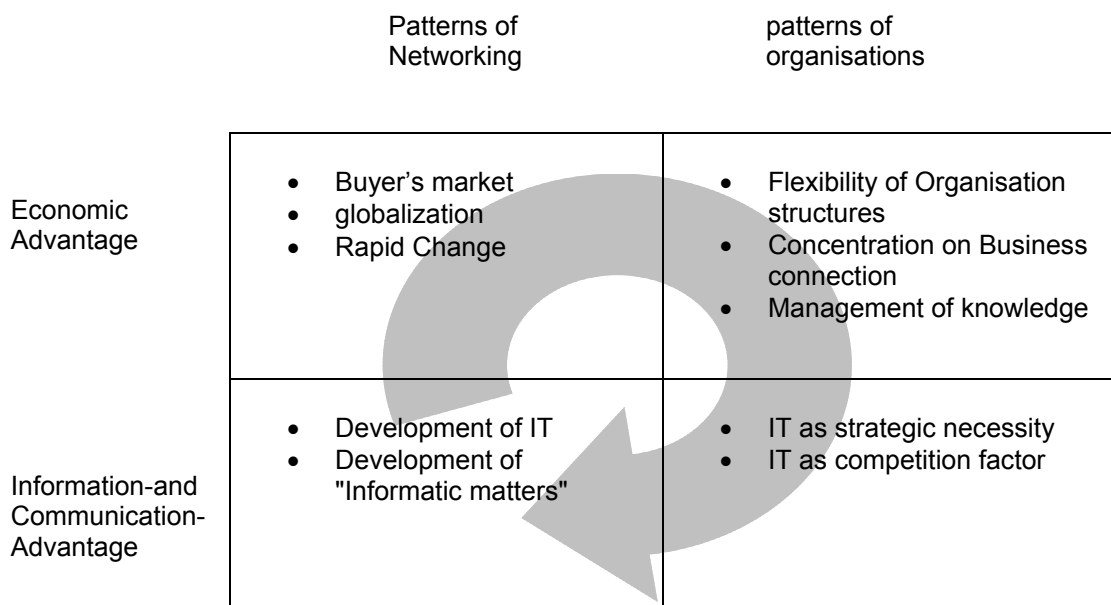 Patterns of
Networking
patterns of
organisations
Economic
Advantage
• Buyer's market
• globalization
• Rapid Change
• Flexibility of Organisation
structures
• Concentration on Business
connection
• Management of knowledge
Information-and
Communication-
Advantage
• Development of IT
• Development of
"Informatic matters"
• IT as strategic necessity
• IT as competition factor